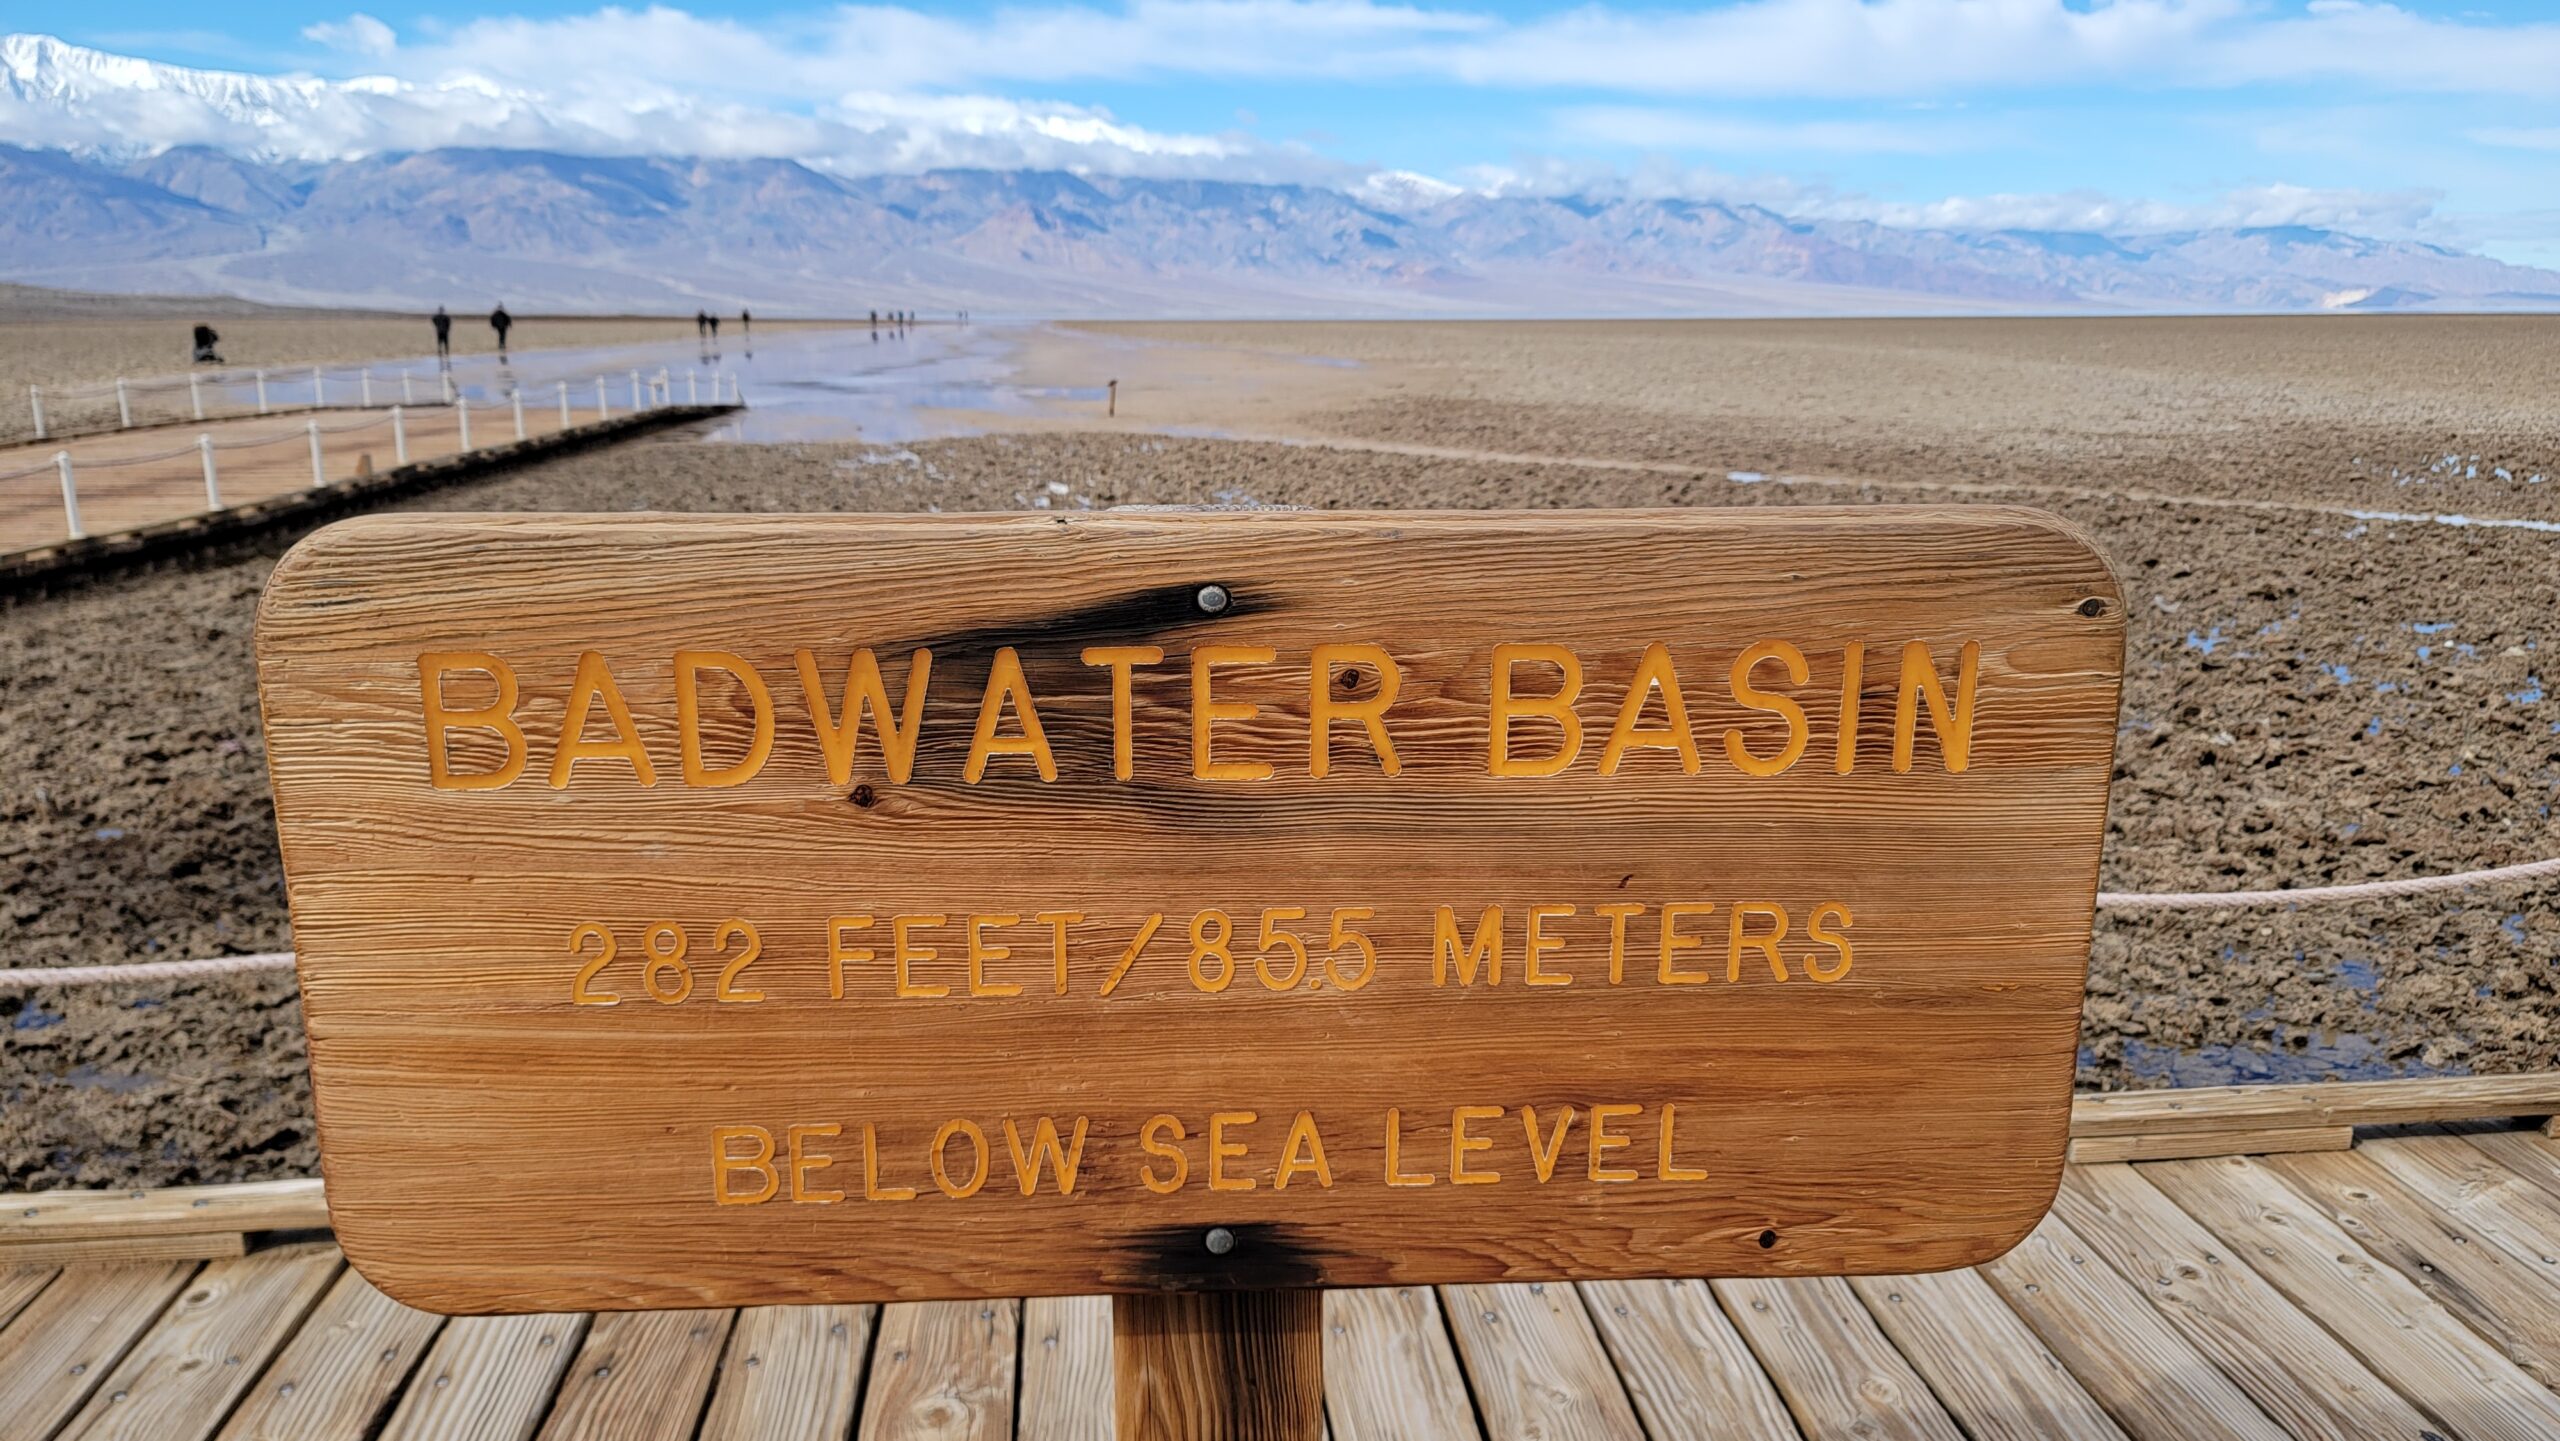 BADWATER BASIN
282 FEET/85.5 METERS
BELOW SEA LEVEL